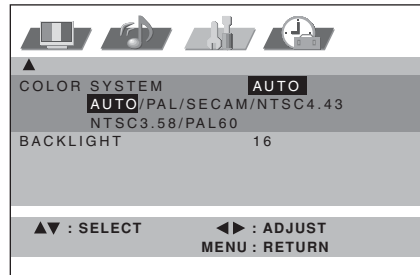 ▲
COLOR SYSTEM AUTO
AUTO/PAL/SECAM/NTSC4.43
NTSC3.58/PAL60
BACKLIGHT 16
▲▼ : SELECT ◀▶ : ADJUST
MENU : RETURN